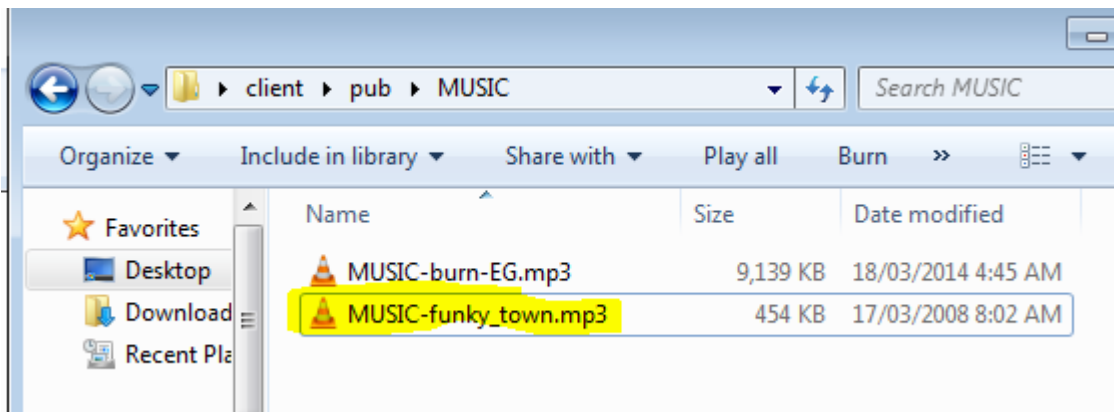 client ▸ pub ▸ MUSIC
Search MUSIC
Organize Include in library Share with Play all Burn »
Favorites
Desktop
Download
Recent Pla
Name Size Date modified
MUSIC-burn-EG.mp3 9,139 KB 18/03/2014 4:45 AM
MUSIC-funky_town.mp3 454 KB 17/03/2008 8:02 AM